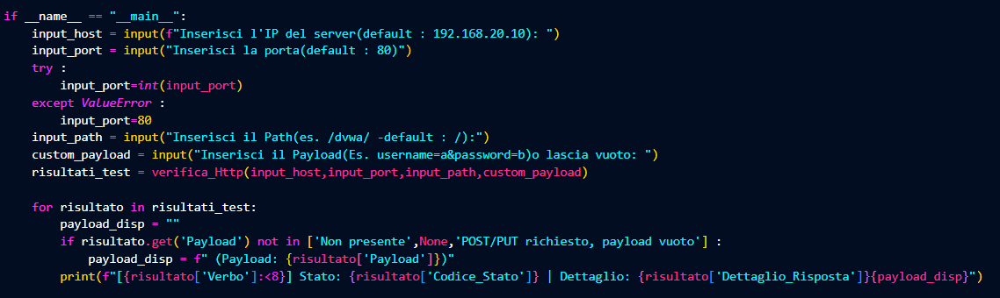 if __name__ == "__main__":
    input_host = input(f"Inserisci l'IP del server(default : 192.168.20.10): ")
    input_port = input("Inserisci la porta(default : 80)")
    try :
        input_port=int(input_port)
    except ValueError :
        input_port=80
    input_path = input("Inserisci il Path(es. /dvwa/ -default : /):")
    custom_payload = input("Inserisci il Payload(Es. username=a&password=b)o lascia vuoto: ")
    risultati_test = verifica_Http(input_host,input_port,input_path,custom_payload)

    for risultato in risultati_test:
        payload_disp = ""
        if risultato.get('Payload') not in ['Non presente',None,'POST/PUT richiesto, payload vuoto'] :
            payload_disp = f" (Payload: {risultato['Payload']})"
        print(f"[{risultato['Verbo']:<8}] Stato: {risultato['Codice_Stato']} | Dettaglio: {risultato['Dettaglio_Risposta']}{payload_disp}")